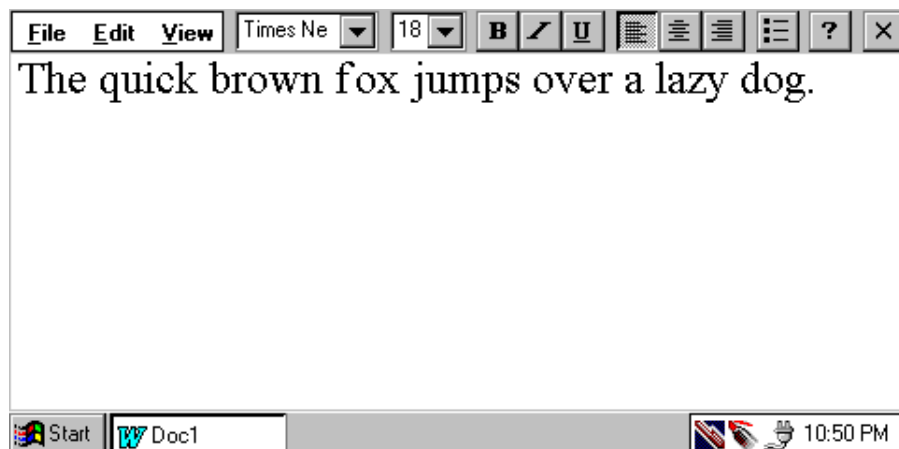 File Edit View Times Ne 18 B I U ? ×
The quick brown fox jumps over a lazy dog.
Start W Doc1 10:50 PM